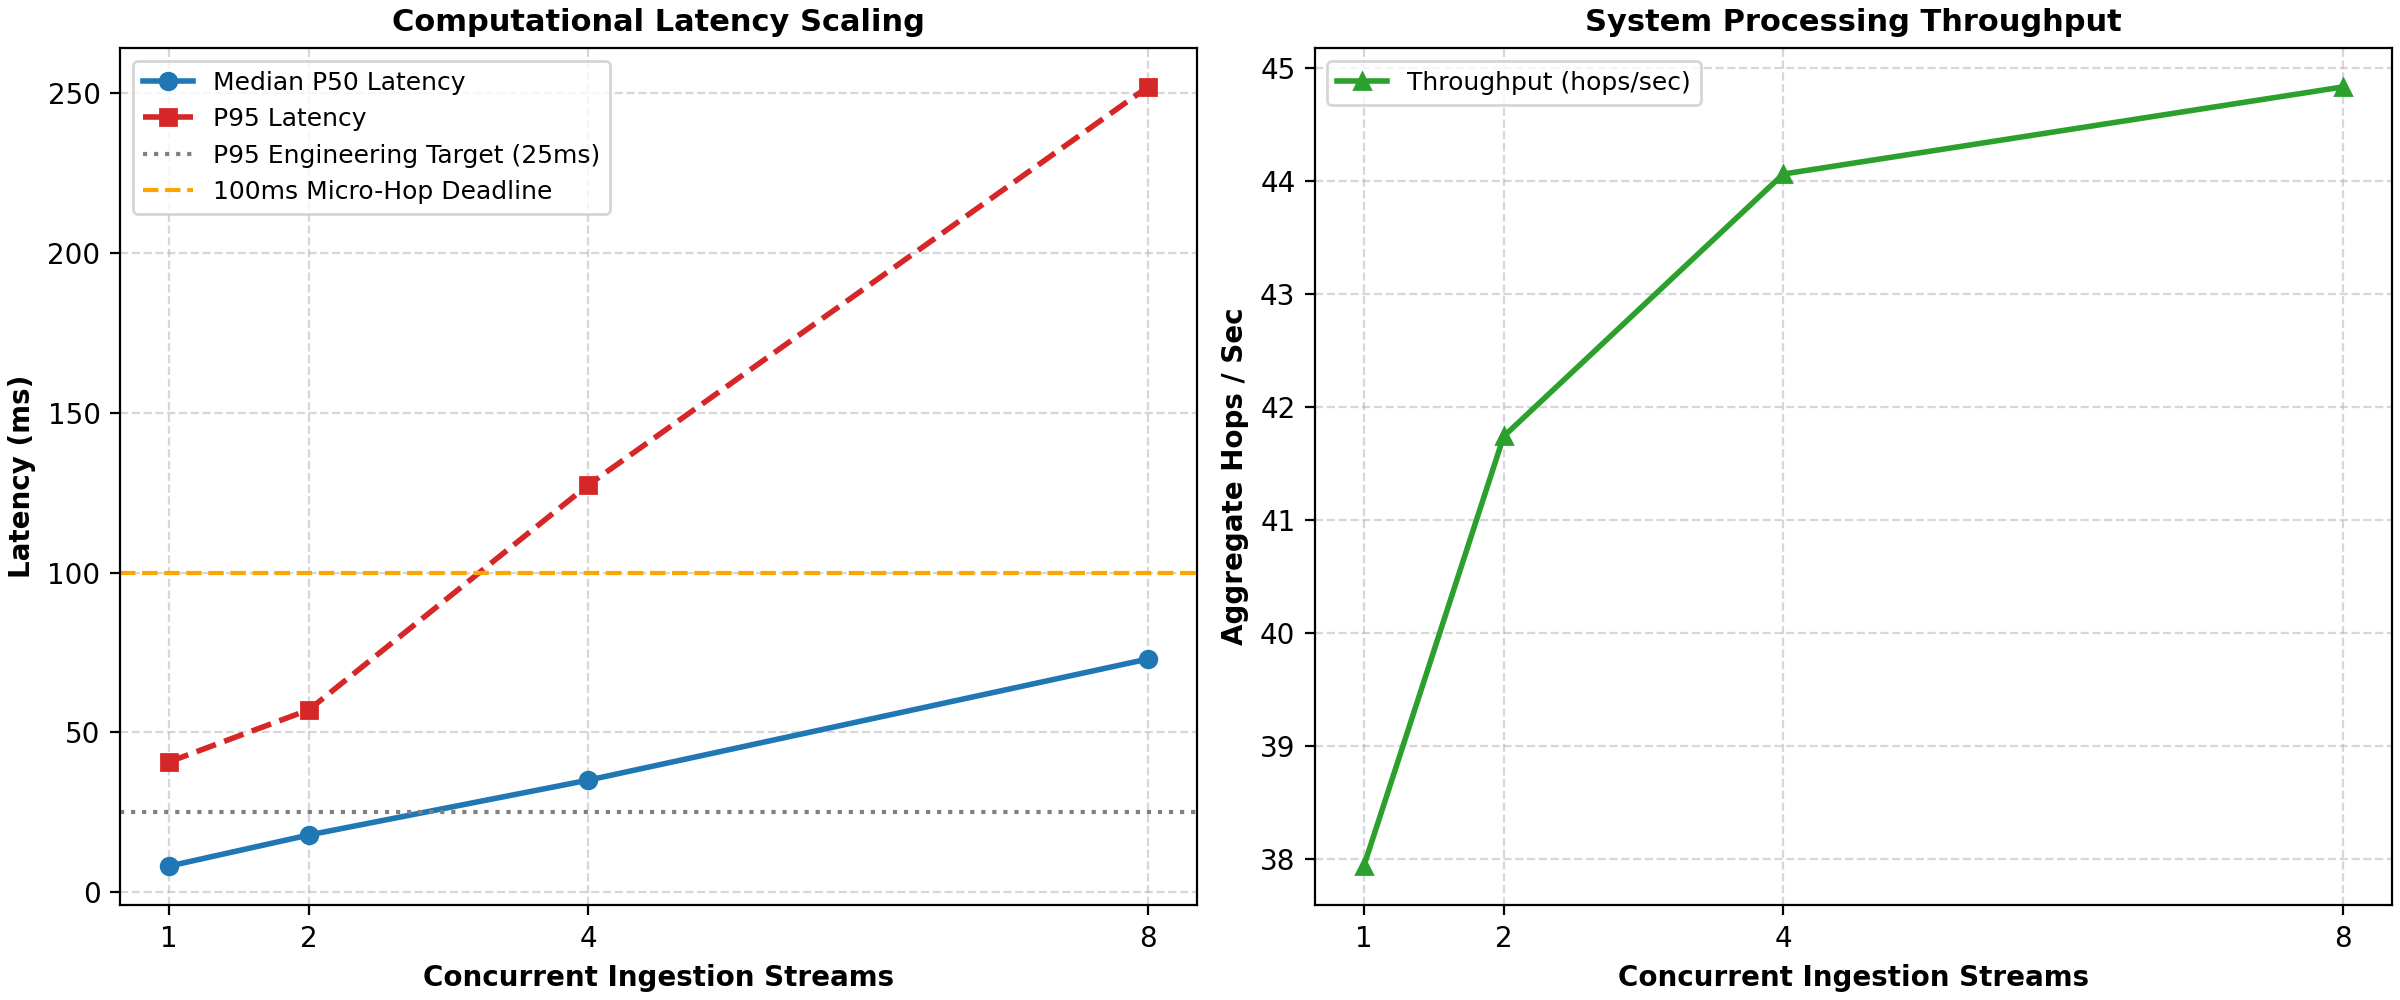 Computational Latency Scaling
Median P50 Latency
P95 Latency
P95 Engineering Target (25ms)
100ms Micro-Hop Deadline
Latency (ms)
250
200
150
100
50
0
1 2 4 8
Concurrent Ingestion Streams
System Processing Throughput
Throughput (hops/sec)
Aggregate Hops / Sec
45
44
43
42
41
40
39
38
1 2 4 8
Concurrent Ingestion Streams